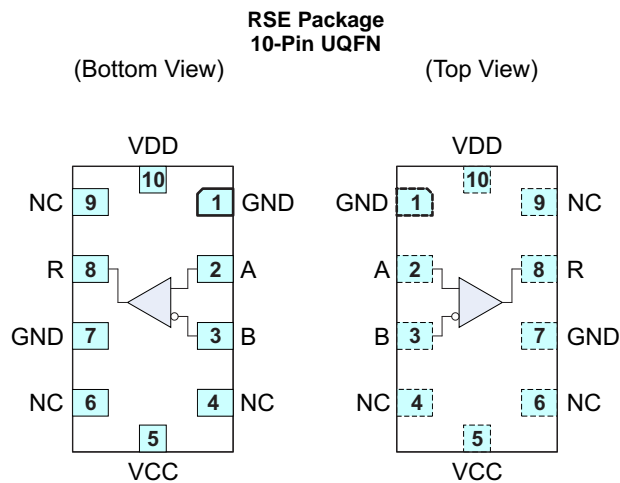 RSE Package
10-Pin UQFN
(Bottom View)
(Top View)
VDD
10
NC 9 1 GND
R 8 2 A
GND 7 3 B
NC 6 4 NC
5
VCC
VDD
10
GND 1 9 NC
A 2 8 R
B 3 7 GND
NC 4 6 NC
5
VCC